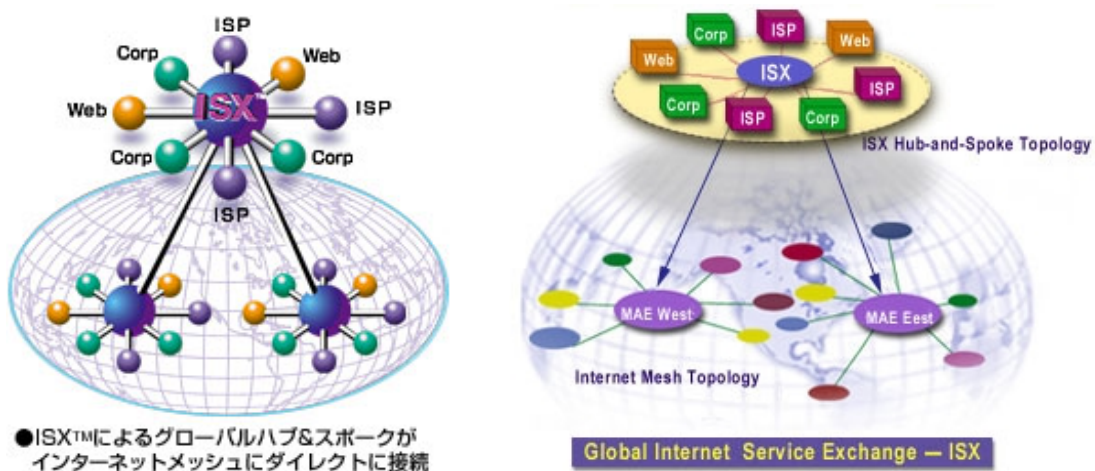 ISP
Corp
Web
Web
ISX™
ISP
Corp
Corp
ISP
●ISX™によるグローバルハブ&スポークが
インターネットメッシュにダイレクトに接続
ISP
Corp
Web
Web
ISX
ISP
Corp
ISP
Corp
ISX Hub-and-Spoke Topology
MAE West
MAE Eest
Internet Mesh Topology
Global Internet Service Exchange — ISX